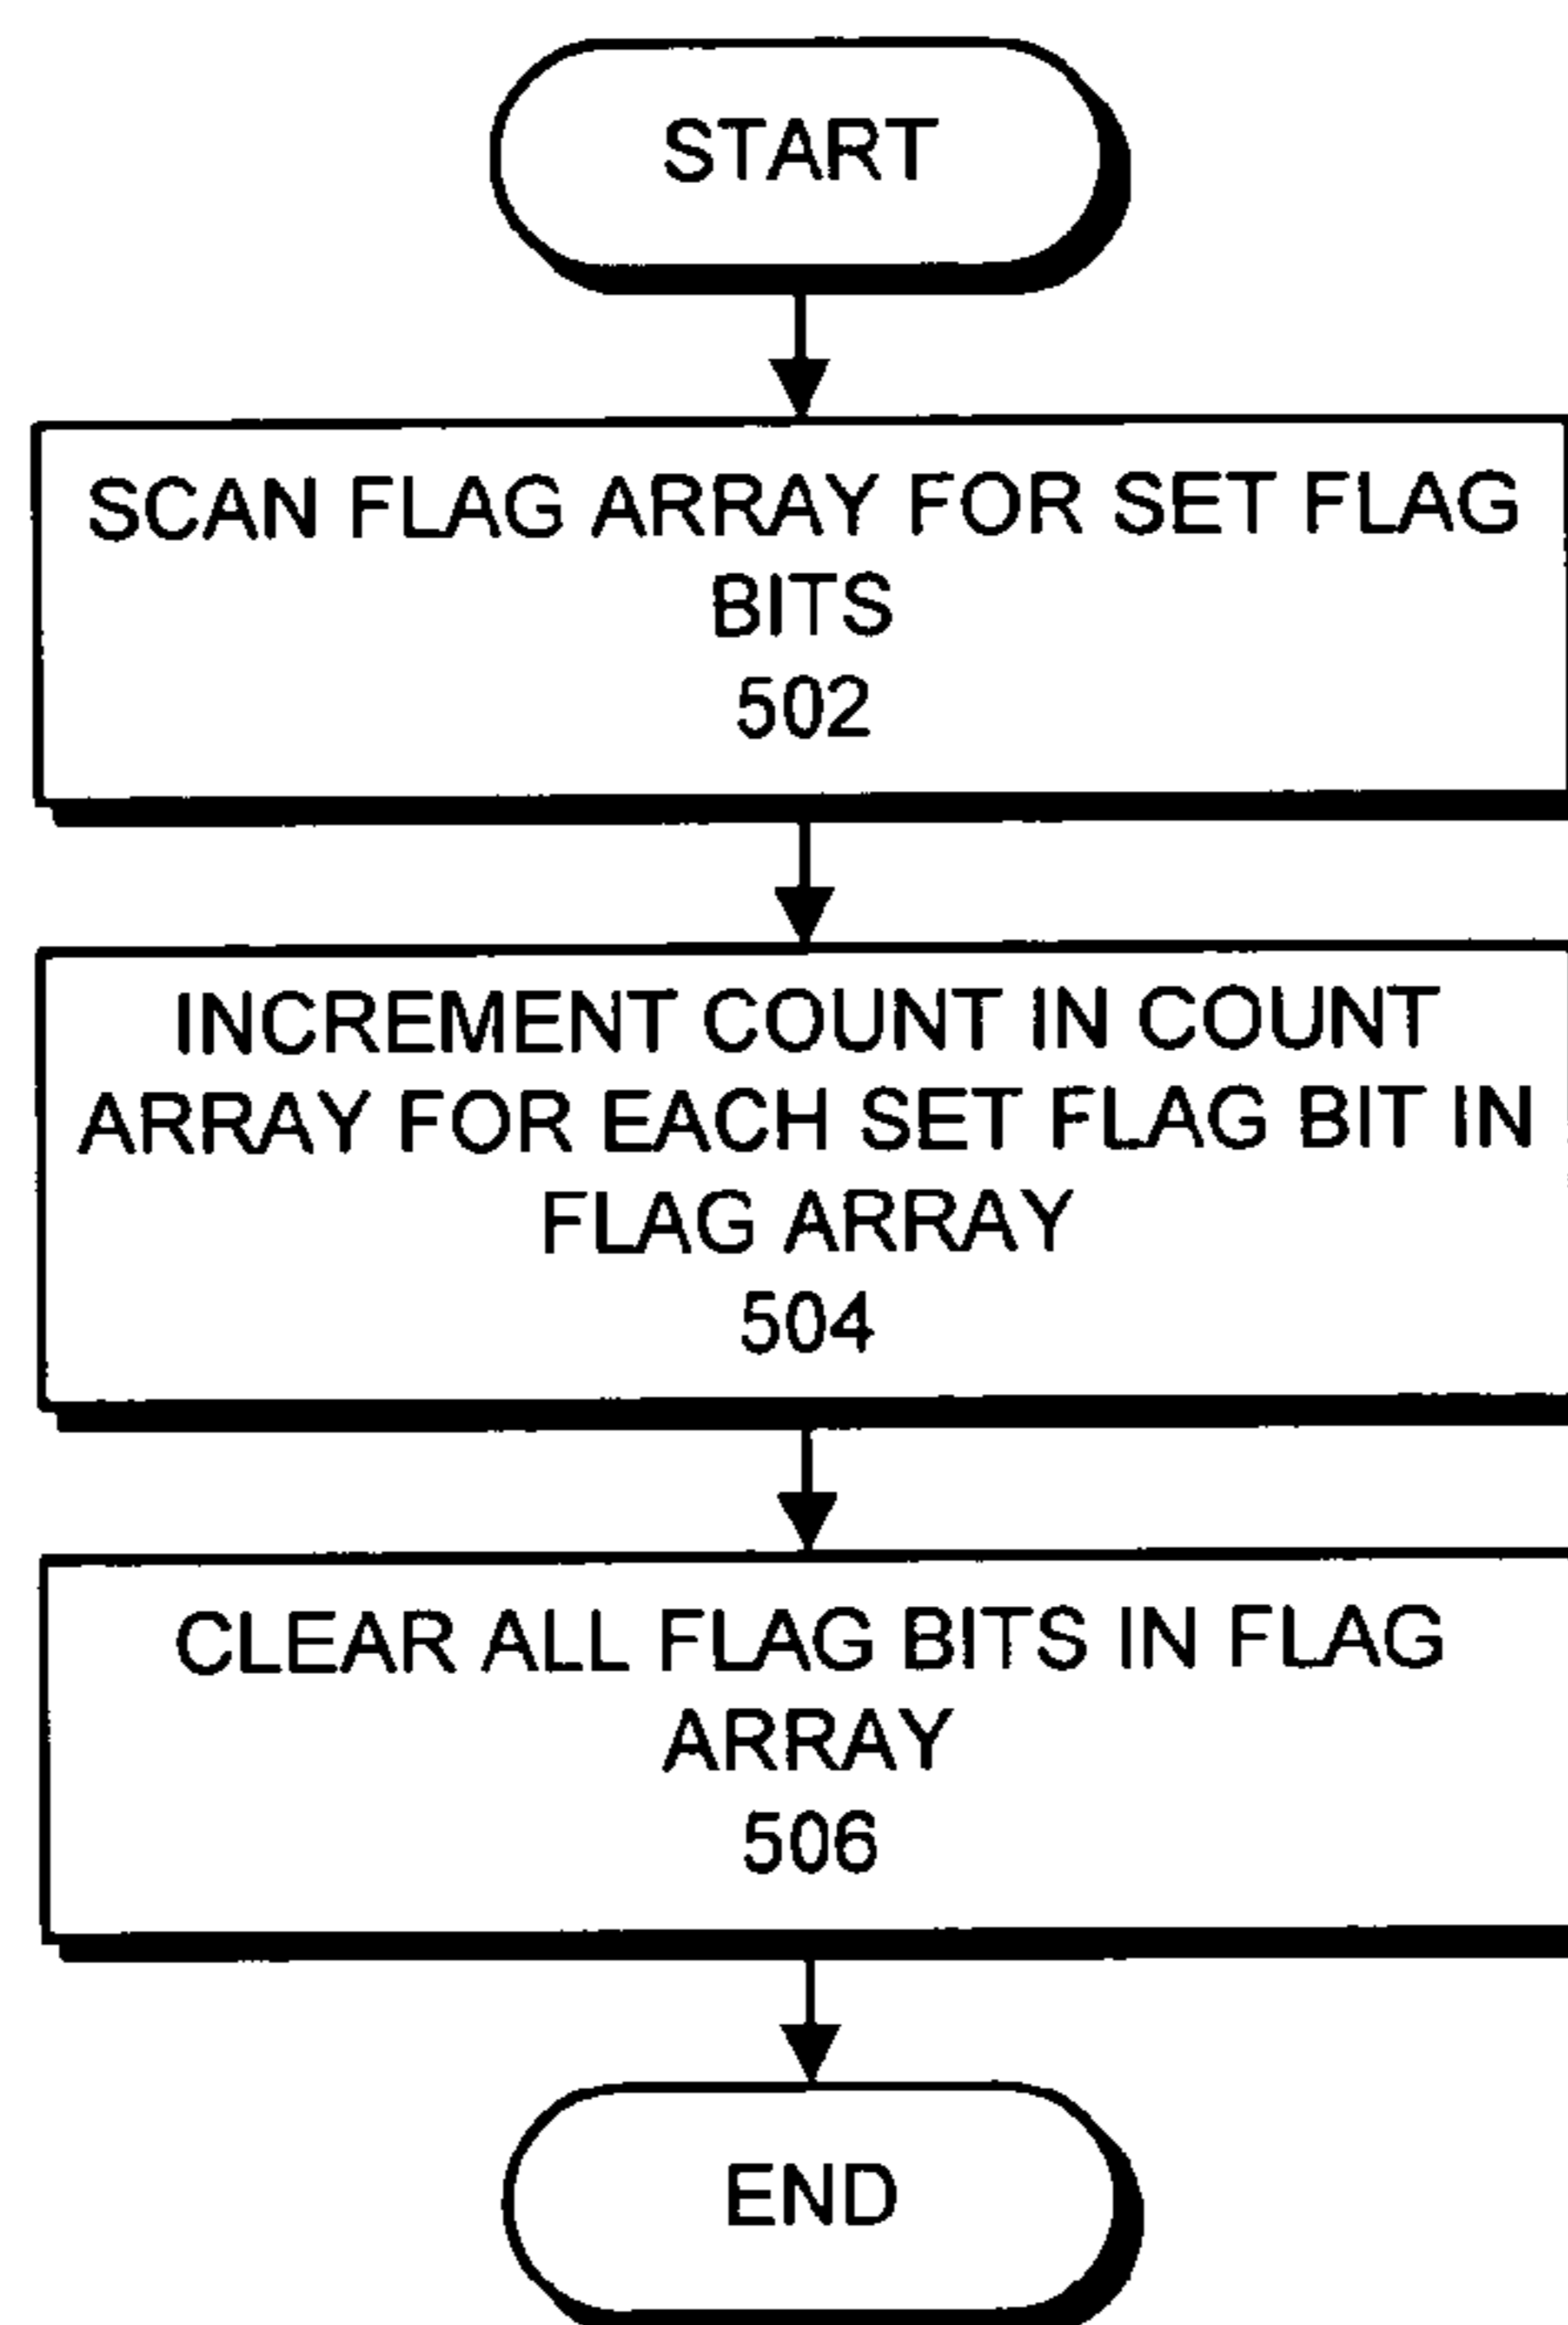 START
SCAN FLAG ARRAY FOR SET FLAG
BITS
502
INCREMENT COUNT IN COUNT
ARRAY FOR EACH SET FLAG BIT IN
FLAG ARRAY
504
CLEAR ALL FLAG BITS IN FLAG
ARRAY
506
END